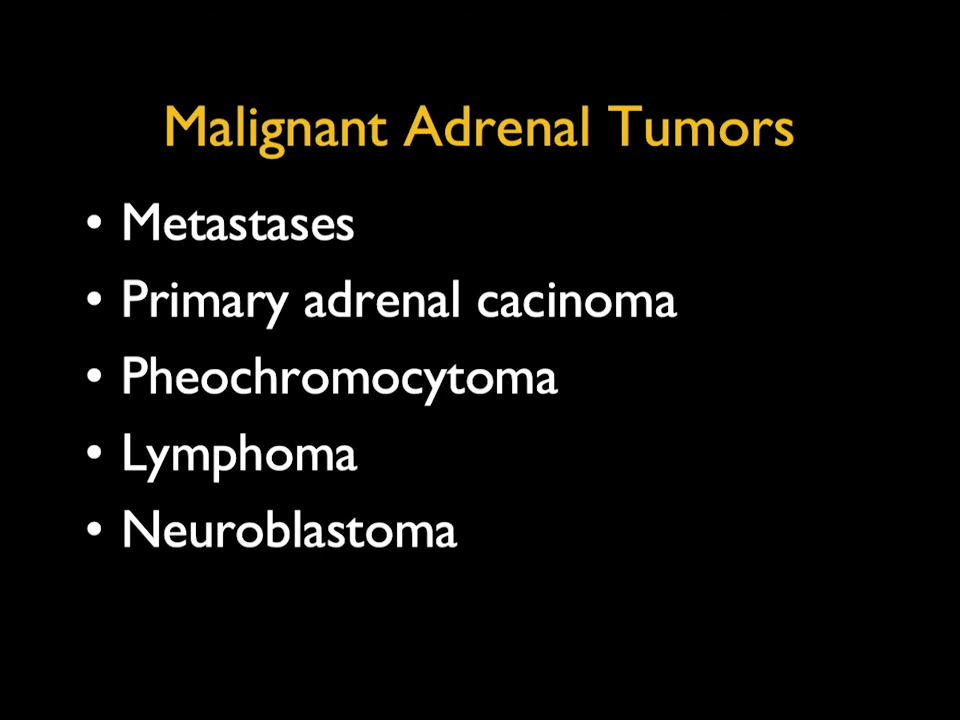 Malignant Adrenal Tumors
• Metastases
• Primary adrenal cacinoma
• Pheochromocytoma
• Lymphoma
• Neuroblastoma